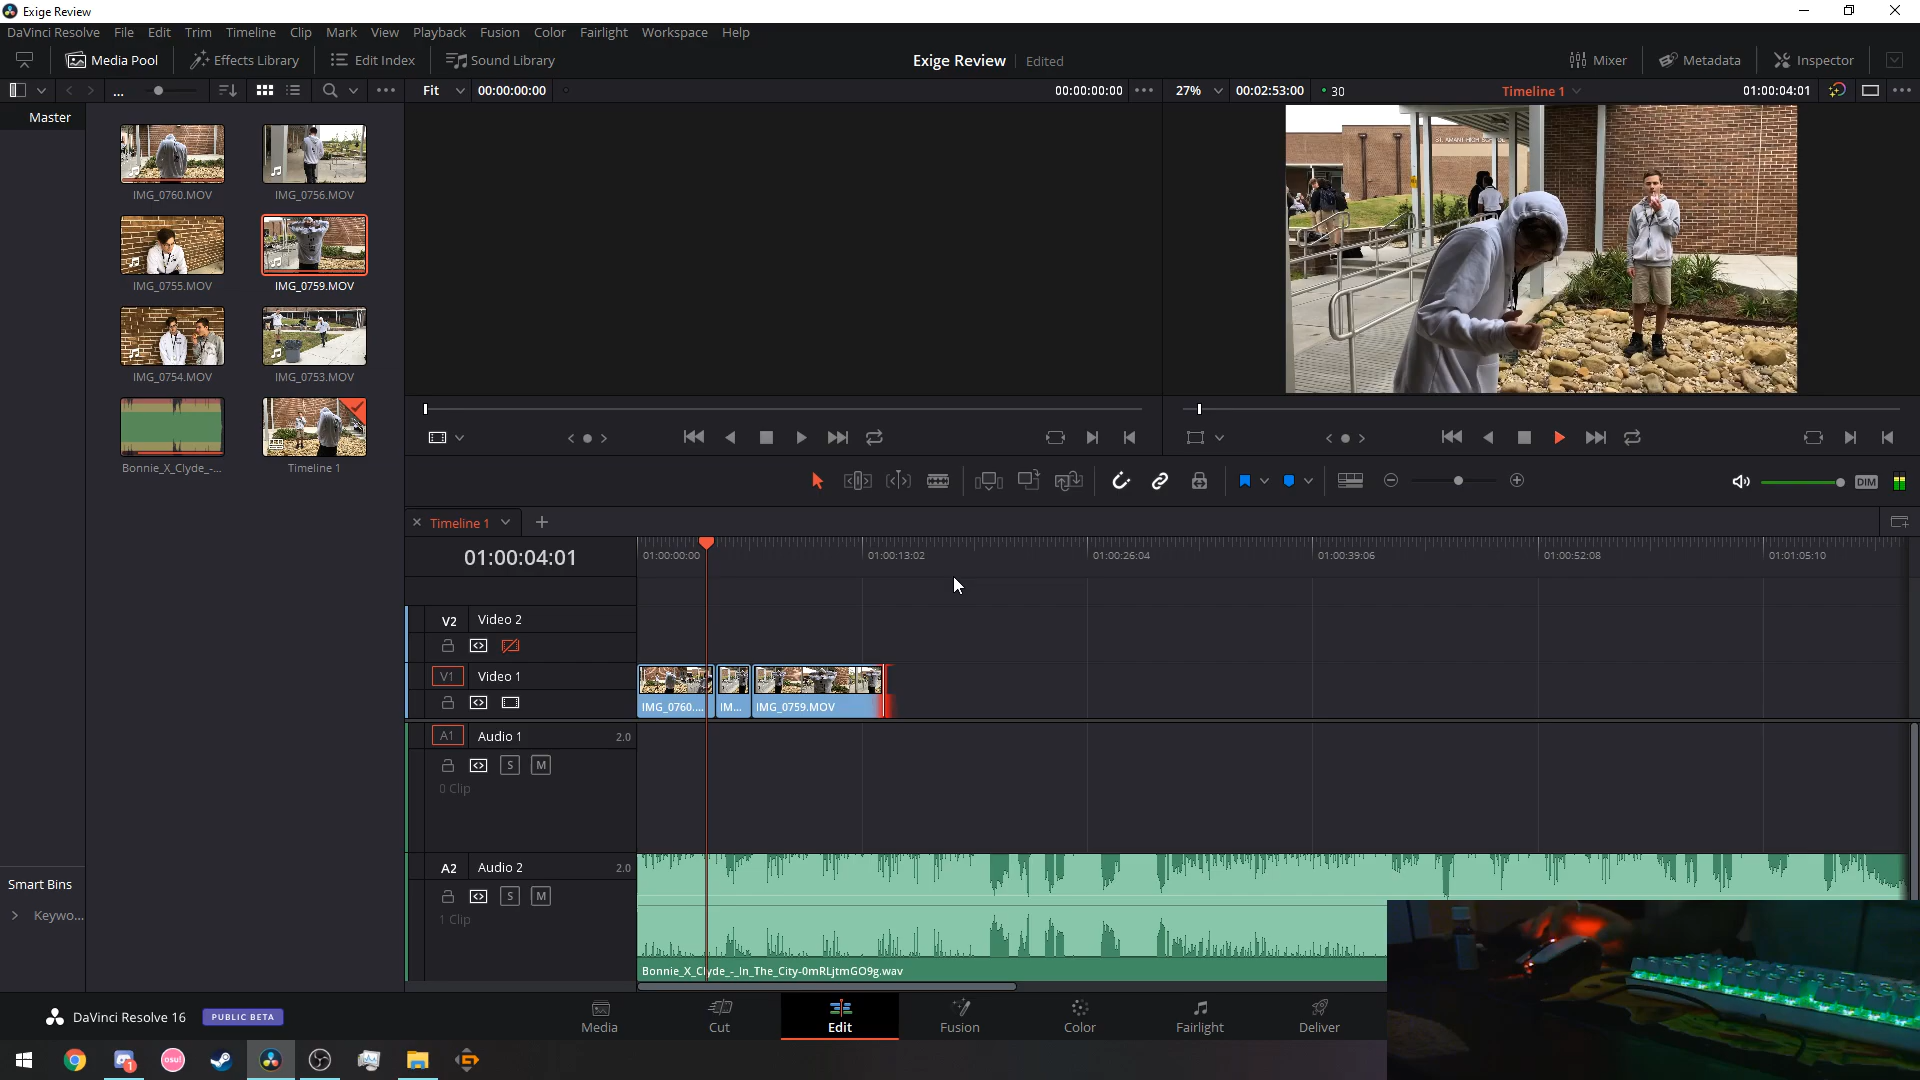 Exige Review
DaVinci Resolve File Edit Trim Timeline Clip Mark View Playback Fusion Color Fairlight Workspace Help
Media Pool Effects Library Edit Index Sound Library Exige Review Edited Mixer Metadata Inspector
... Fit 00:00:00:00 00:00:00:00 27% 00:02:53:00 30 Timeline 1 01:00:04:01
Master
ST. AMANT HIGH SCHOOL
IMG_0760.MOV IMG_0756.MOV
IMG_0755.MOV IMG_0759.MOV
IMG_0754.MOV IMG_0753.MOV
Bonnie_X_Clyde_-... Timeline 1
DIM
Timeline 1
01:00:04:01 01:00:00:00 01:00:13:02 01:00:26:04 01:00:39:06 01:00:52:08 01:01:05:10
V2 Video 2
V1 Video 1
IMG_0760.... IM... IMG_0759.MOV
A1 Audio 1 2.0
S M
0 Clip
A2 Audio 2 2.0
S M
1 Clip
Bonnie_X_Clyde_-_In_The_City-0mRLjtmGO9g.wav
Smart Bins
Keywo...
DaVinci Resolve 16 PUBLIC BETA
Media Cut Edit Fusion Color Fairlight Deliver
1 osu!